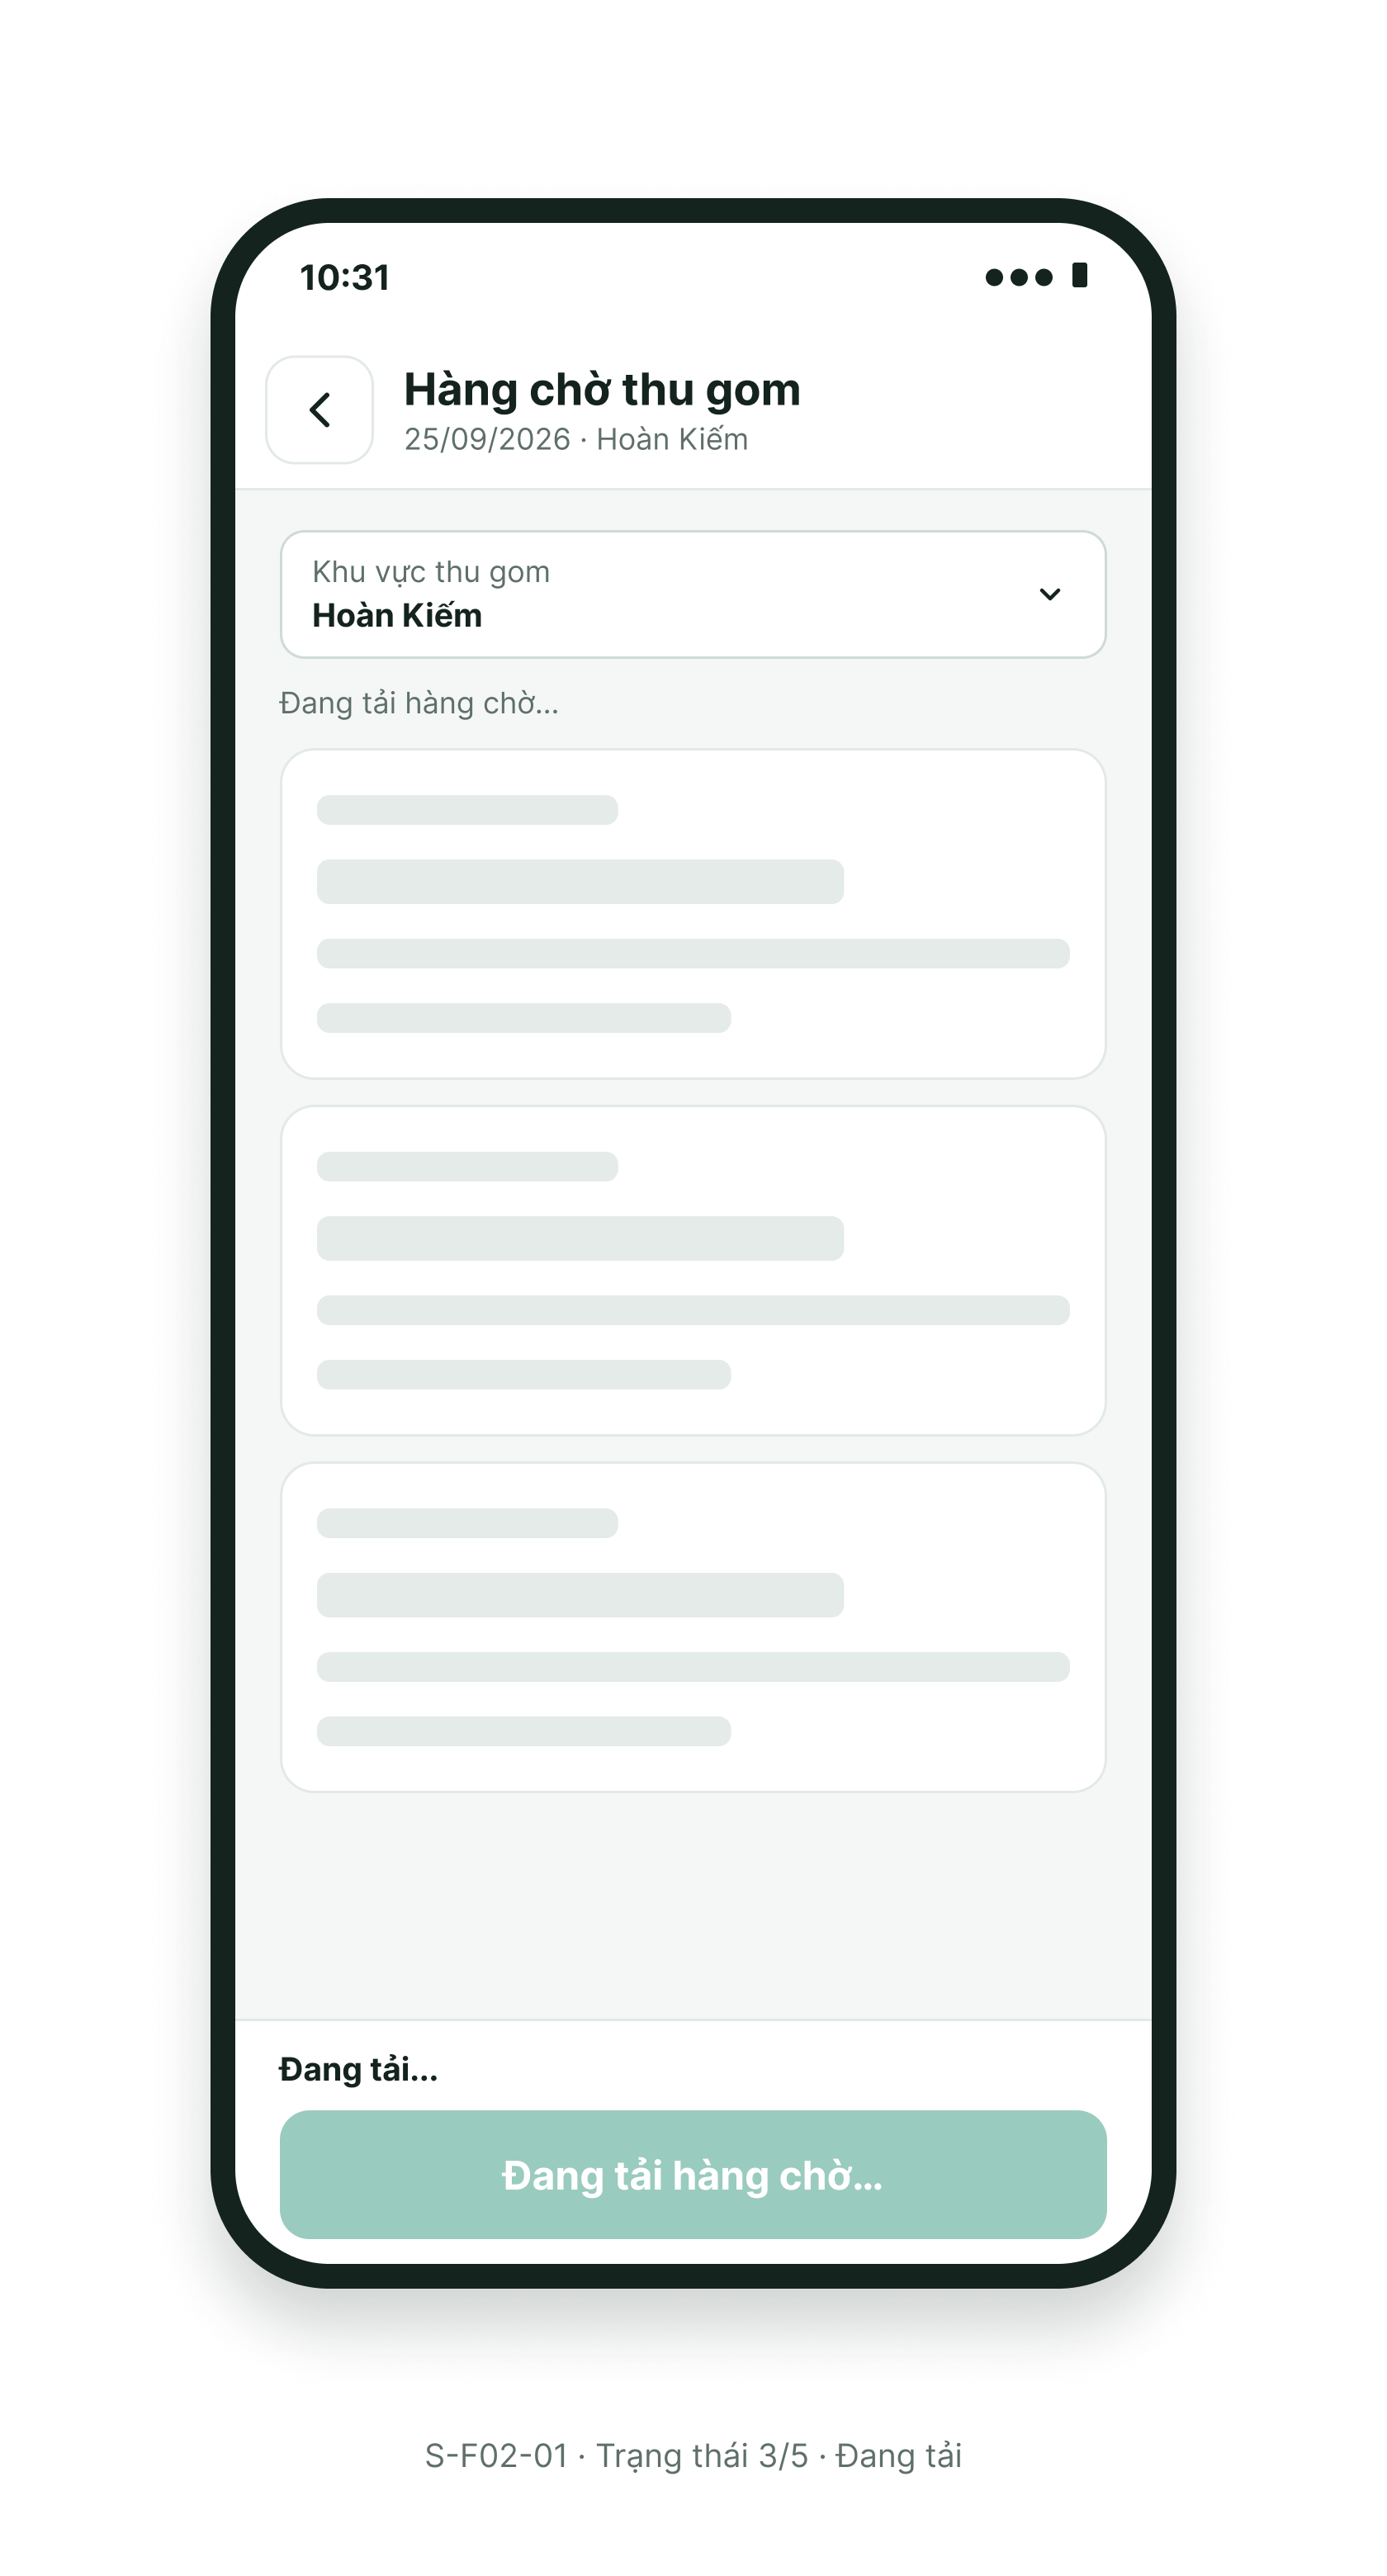 10:31
Hàng chờ thu gom
25/09/2026 · Hoàn Kiếm
Khu vực thu gom
Hoàn Kiếm
Đang tải hàng chờ...
Đang tải...
Đang tải hàng chờ...
S-F02-01 · Trạng thái 3/5 · Đang tải